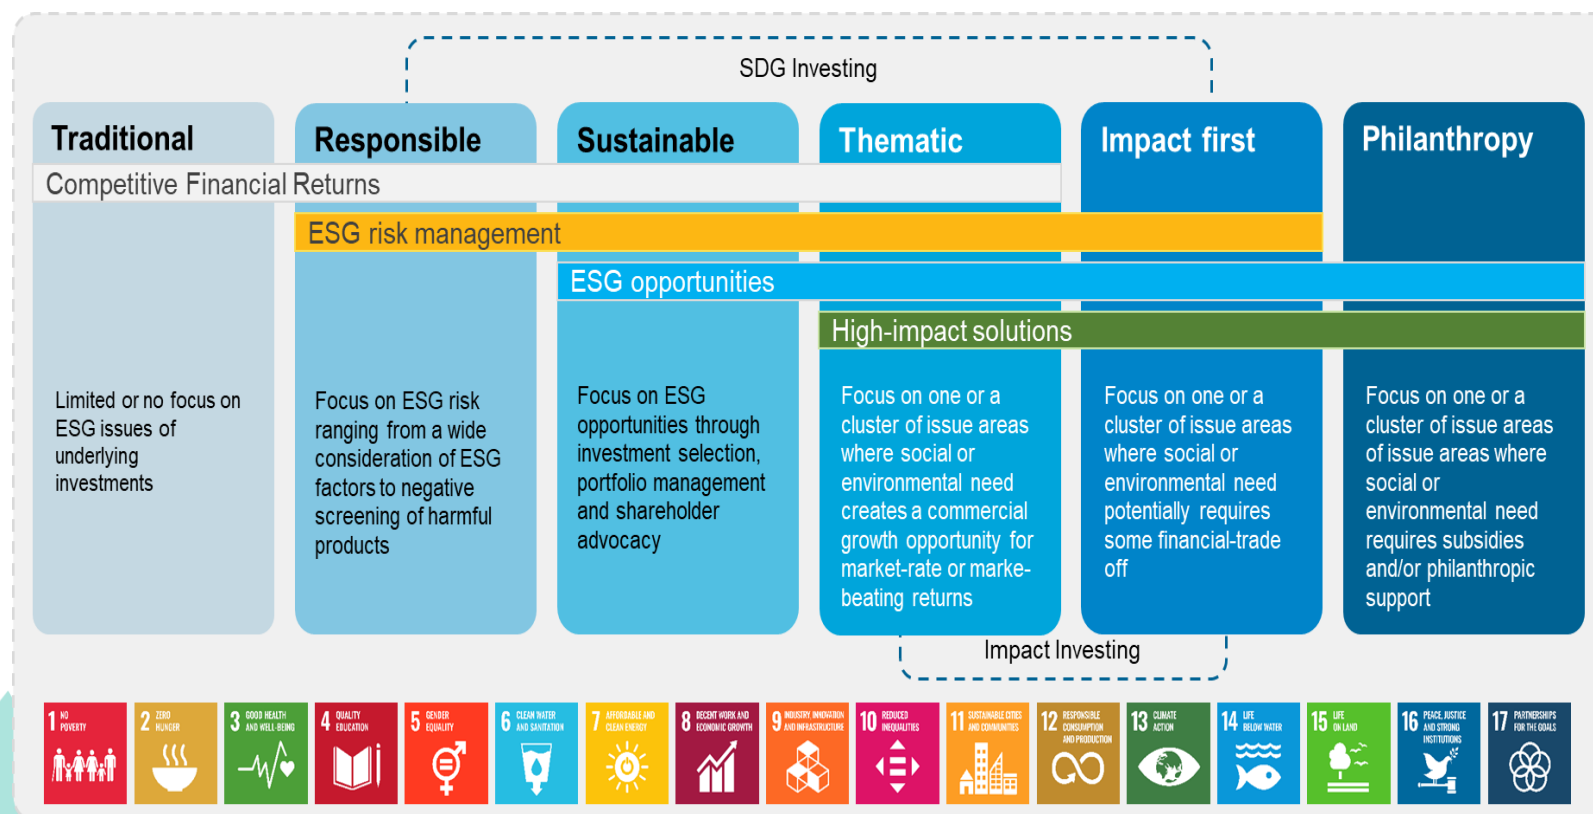 SDG Investing
Traditional
Responsible
Sustainable
Thematic
Impact first
Philanthropy
Competitive Financial Returns
ESG risk management
ESG opportunities
High-impact solutions
Limited or no focus on
ESG issues of
underlying
investments
Focus on ESG risk
ranging from a wide
consideration of ESG
factors to negative
screening of harmful
products
Focus on ESG
opportunities through
investment selection,
portfolio management
and shareholder
advocacy
Focus on one or a
cluster of issue areas
where social or
environmental need
creates a commercial
growth opportunity for
market-rate or marke-
beating returns
Focus on one or a
cluster of issue areas
where social or
environmental need
potentially requires
some financial-trade
off
Focus on one or a
cluster of issue areas
of issue areas where
social or
environmental need
requires subsidies
and/or philanthropic
support
Impact Investing
1 NO
POVERTY
2 ZERO
HUNGER
3 GOOD HEALTH
AND WELL-BEING
4 QUALITY
EDUCATION
5 GENDER
EQUALITY
6 CLEAN WATER
AND SANITATION
7 AFFORDABLE AND
CLEAN ENERGY
8 DECENT WORK AND
ECONOMIC GROWTH
9 INDUSTRY, INNOVATION
AND INFRASTRUCTURE
10 REDUCED
INEQUALITIES
11 SUSTAINABLE CITIES
AND COMMUNITIES
12 RESPONSIBLE
CONSUMPTION
AND PRODUCTION
13 CLIMATE
ACTION
14 LIFE
BELOW WATER
15 LIFE
ON LAND
16 PEACE, JUSTICE
AND STRONG
INSTITUTIONS
17 PARTNERSHIPS
FOR THE GOALS